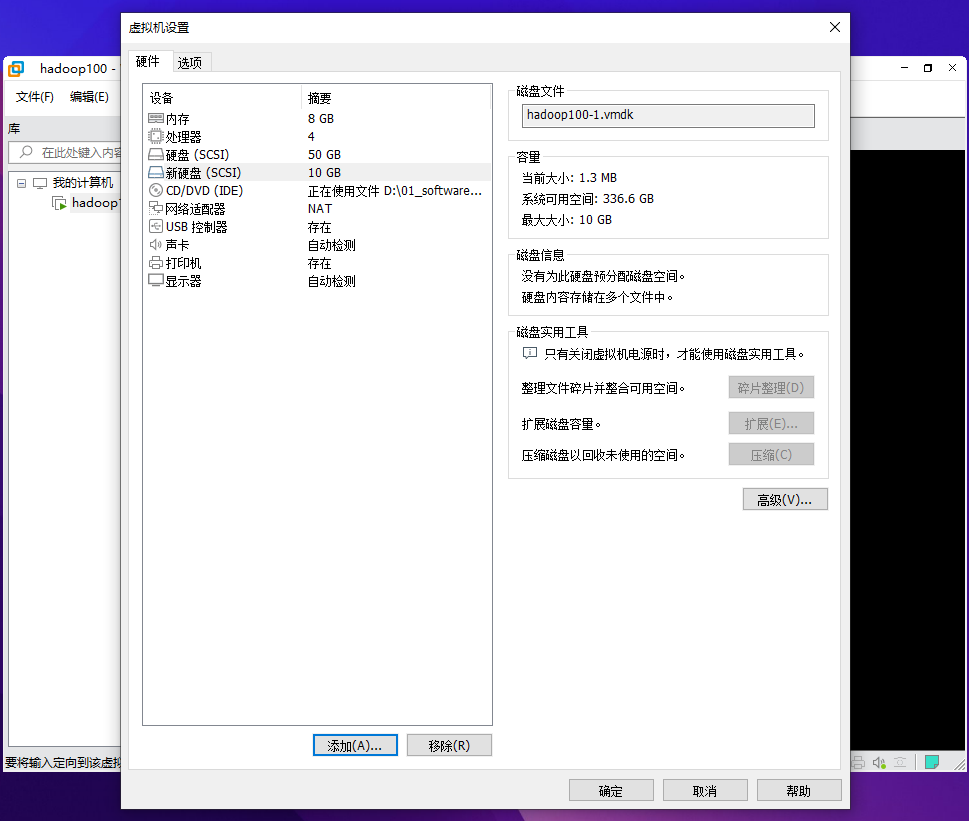 虚拟机设置
hadoop100 -
文件(F) 编辑(E)
库
在此处键入内容
我的计算机
hadoop1
要将输入定向到该虚拟
硬件 选项
设备 摘要
内存 8 GB
处理器 4
硬盘 (SCSI) 50 GB
新硬盘 (SCSI) 10 GB
CD/DVD (IDE) 正在使用文件 D:\01_software...
网络适配器 NAT
USB 控制器 存在
声卡 自动检测
打印机 存在
显示器 自动检测
添加(A)... 移除(R)
磁盘文件
hadoop100-1.vmdk
容量
当前大小: 1.3 MB
系统可用空间: 336.6 GB
最大大小: 10 GB
磁盘信息
没有为此硬盘预分配磁盘空间。
硬盘内容存储在多个文件中。
磁盘实用工具
只有关闭虚拟机电源时，才能使用磁盘实用工具。
整理文件碎片并整合可用空间。 碎片整理(D)
扩展磁盘容量。 扩展(E)...
压缩磁盘以回收未使用的空间。 压缩(C)
高级(V)...
确定 取消 帮助